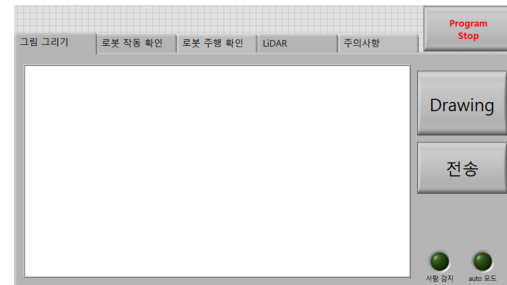 Program
Stop
그림 그리기
로봇 작동 확인
로봇 주행 확인
LiDAR
주의사항
Drawing
전송
사람 감지
auto 모드